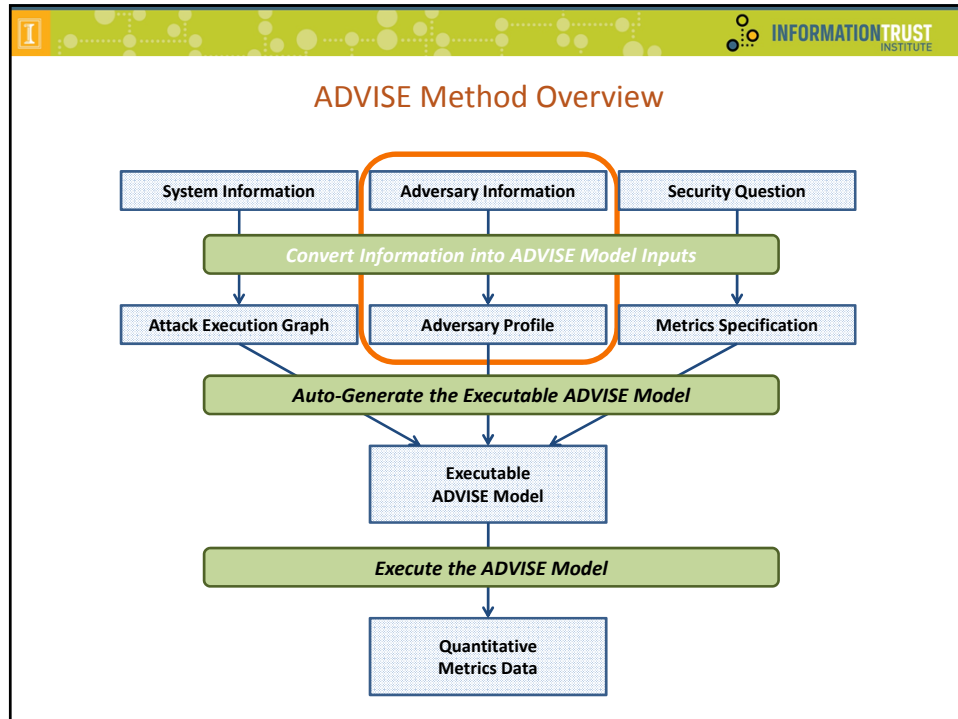 I
INFORMATIONTRUST
INSTITUTE
ADVISE Method Overview
System Information
Adversary Information
Security Question
Convert Information into ADVISE Model Inputs
Attack Execution Graph
Adversary Profile
Metrics Specification
Auto-Generate the Executable ADVISE Model
Executable
ADVISE Model
Execute the ADVISE Model
Quantitative
Metrics Data